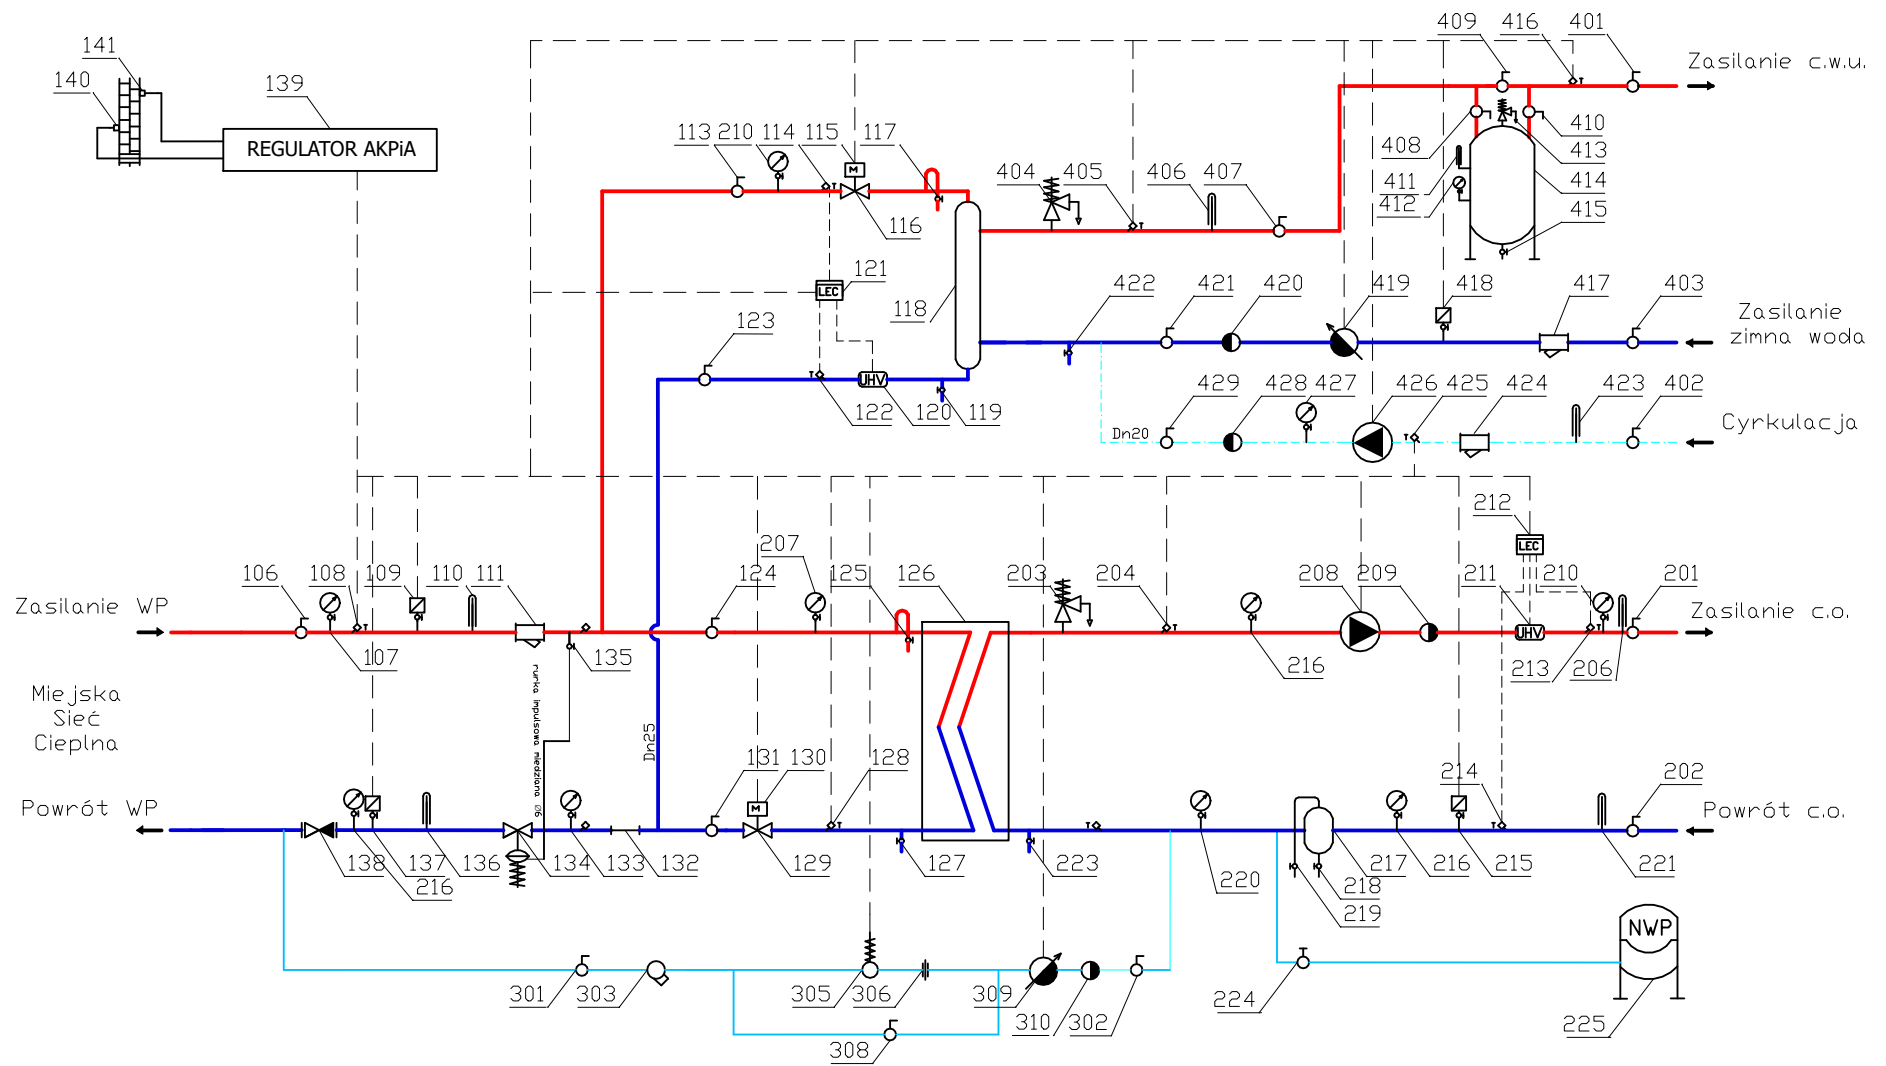 409 416 401
141
Zasilanie c.w.u.
140
139
113 210 114 115 117
REGULATOR AKPiA
M
404 405 406 407
408
410
413
411
414
412
415
116
121
LEC
118
422 421 420 419 418 417 403
Zasilanie
zimna woda
123
UHV
122 120 119
429 428 427 426 425 424 423 402
Dn20
Cyrkulacja
212
LEC
207
106 108 109 110 111 124 125 126 203 204 208 209 211 210 201
Zasilanie WP
Zasilanie c.o.
UHV
107 135 216 213 206
rurka impulsowa miedziana Ø6
Miejska
Sieć
Cieplna
Dn25
131 130 128 214 202
M
Powrót WP
Powrót c.o.
138 137 136 134 133 132 129 127 223 217 216 215 221
216 220 218
219
NWP
301 303 305 306 309 224
310 302 225
308